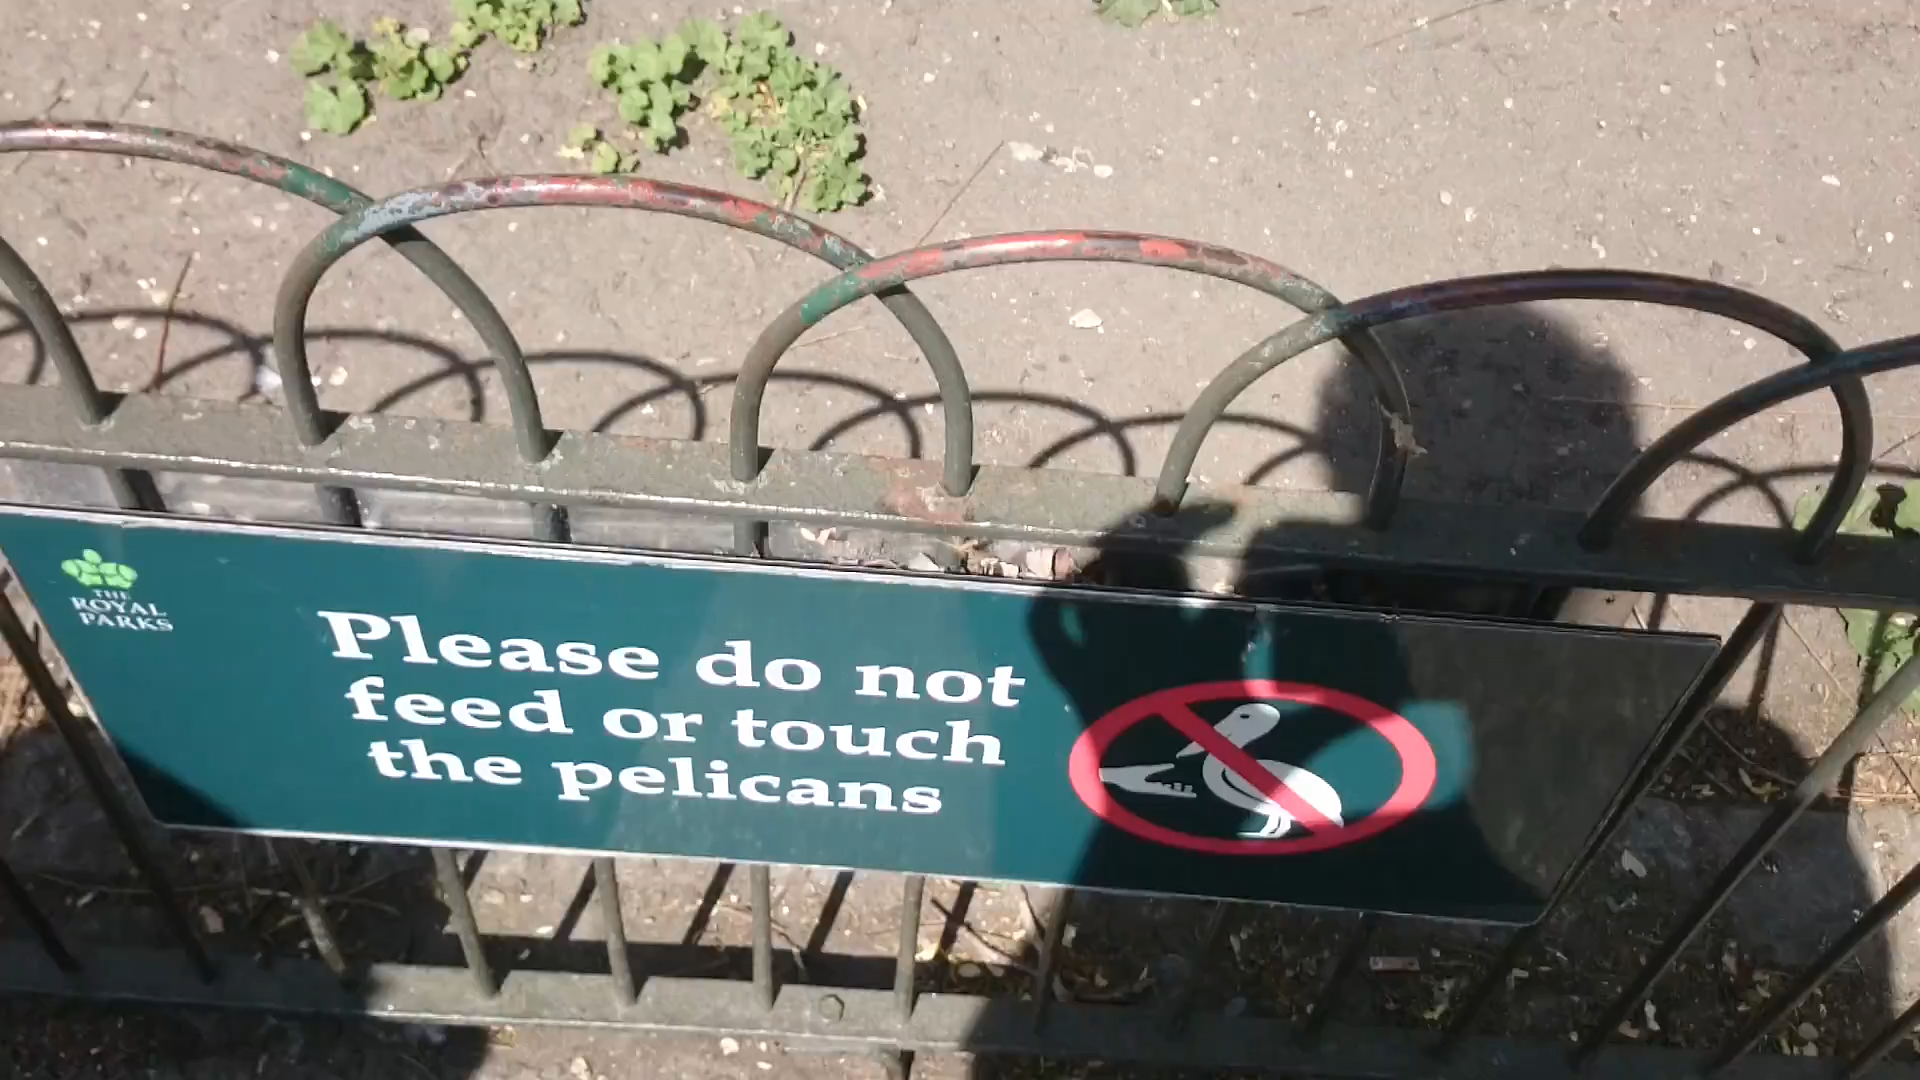 THE
ROYAL
PARKS
Please do not
feed or touch
the pelicans